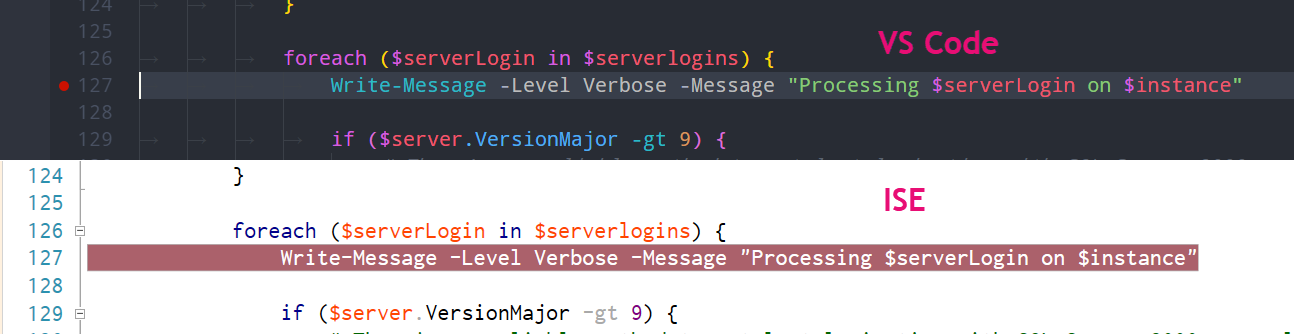 124 }
125
126 foreach ($serverLogin in $serverlogins) {
VS Code
127 Write-Message -Level Verbose -Message "Processing $serverLogin on $instance"
128
129 if ($server.VersionMajor -gt 9) {
124 }
125
ISE
126 foreach ($serverLogin in $serverlogins) {
127 Write-Message -Level Verbose -Message "Processing $serverLogin on $instance"
128
129 if ($server.VersionMajor -gt 9) {